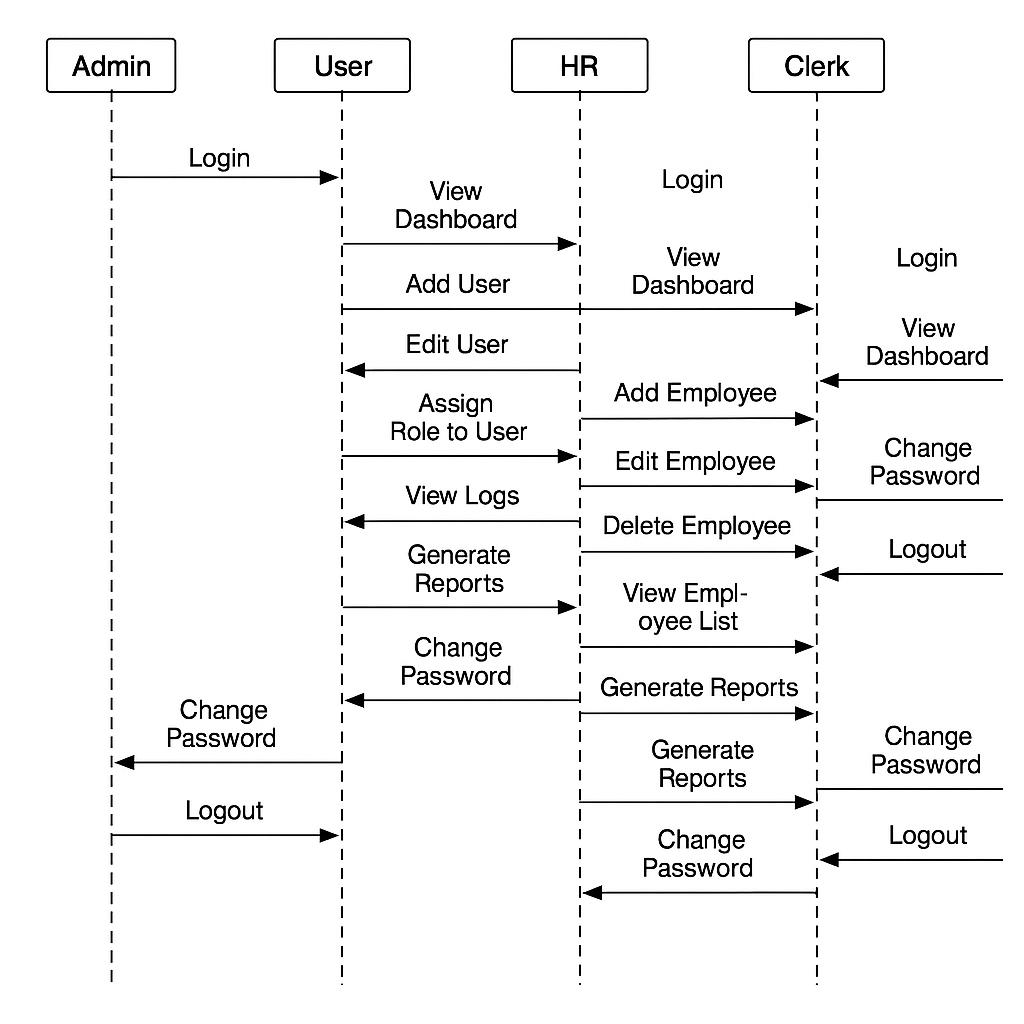 Admin
User
HR
Clerk
Login
View
Dashboard
Login
Add User
View
Dashboard
Login
Edit User
View
Dashboard
Assign
Role to User
Add Employee
Change
Password
View Logs
Edit Employee
Generate
Reports
Delete Employee
Logout
View Empl-
oyee List
Change
Password
Generate Reports
Change
Password
Generate
Reports
Change
Password
Logout
Change
Password
Logout